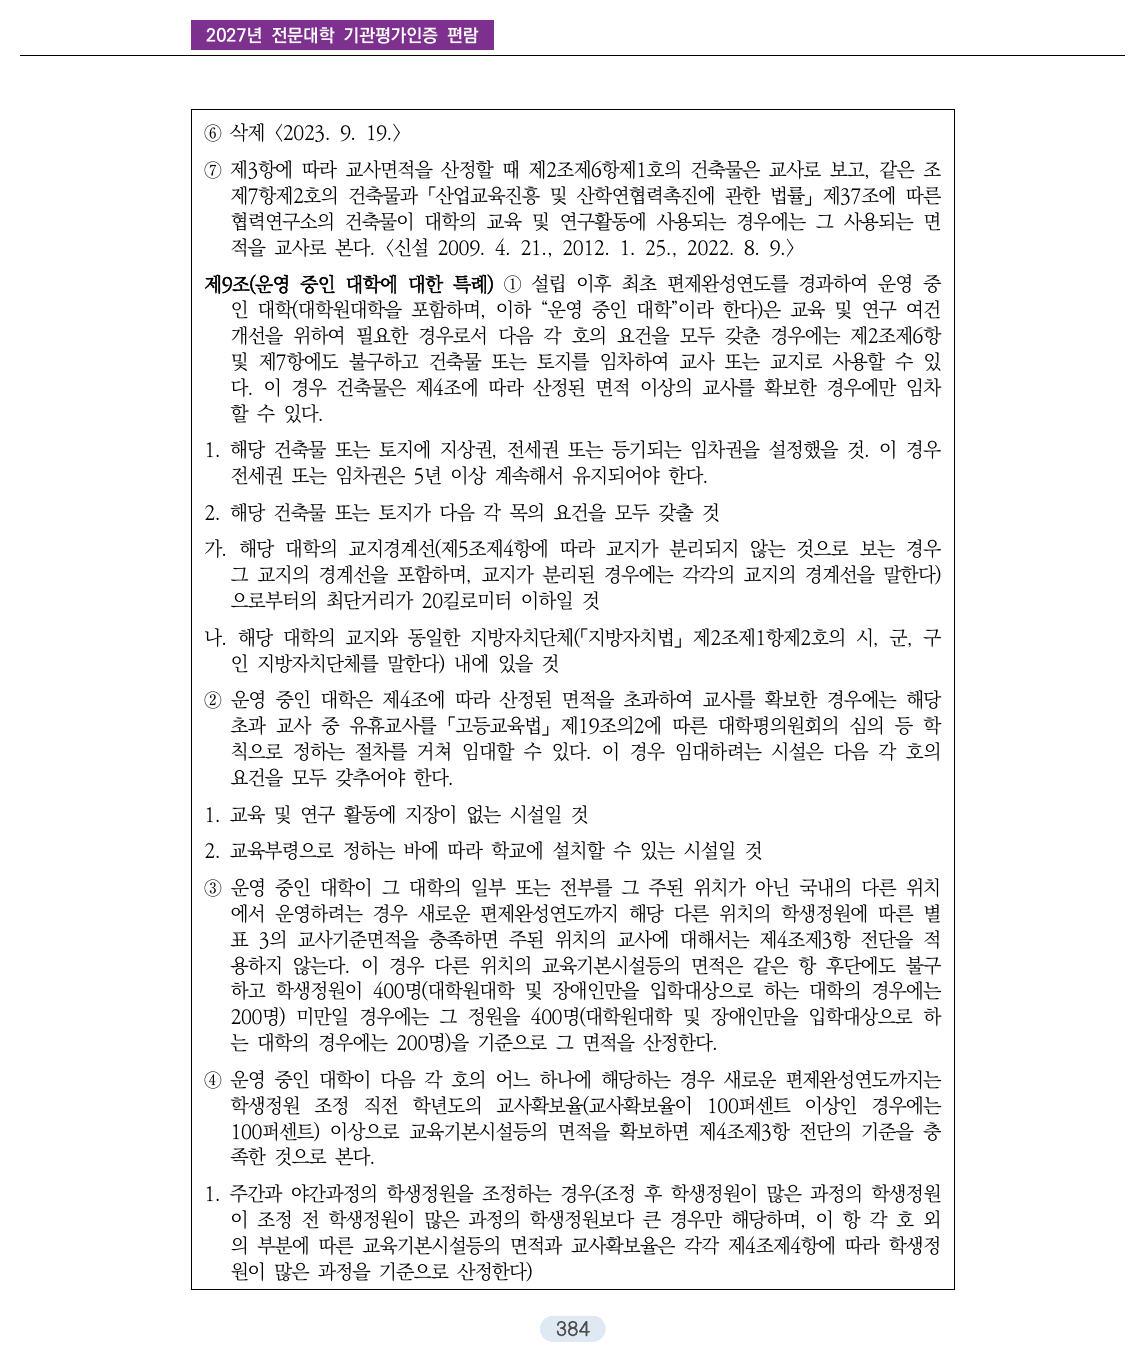 2027년 전문대학 기관평가인증 편람
⑥ 삭제 〈2023. 9. 19.〉
⑦ 제3항에 따라 교사면적을 산정할 때 제2조제6항제1호의 건축물은 교사로 보고, 같은 조
제7항제2호의 건축물과 「산업교육진흥 및 산학연협력촉진에 관한 법률」 제37조에 따른
협력연구소의 건축물이 대학의 교육 및 연구활동에 사용되는 경우에는 그 사용되는 면
적을 교사로 본다. 〈신설 2009. 4. 21., 2012. 1. 25., 2022. 8. 9.〉
제9조(운영 중인 대학에 대한 특례) ① 설립 이후 최초 편제완성연도를 경과하여 운영 중
인 대학(대학원대학을 포함하며, 이하 “운영 중인 대학”이라 한다)은 교육 및 연구 여건
개선을 위하여 필요한 경우로서 다음 각 호의 요건을 모두 갖춘 경우에는 제2조제6항
및 제7항에도 불구하고 건축물 또는 토지를 임차하여 교사 또는 교지로 사용할 수 있
다. 이 경우 건축물은 제4조에 따라 산정된 면적 이상의 교사를 확보한 경우에만 임차
할 수 있다.
1. 해당 건축물 또는 토지에 지상권, 전세권 또는 등기되는 임차권을 설정했을 것. 이 경우
전세권 또는 임차권은 5년 이상 계속해서 유지되어야 한다.
2. 해당 건축물 또는 토지가 다음 각 목의 요건을 모두 갖출 것
가. 해당 대학의 교지경계선(제5조제4항에 따라 교지가 분리되지 않는 것으로 보는 경우
그 교지의 경계선을 포함하며, 교지가 분리된 경우에는 각각의 교지의 경계선을 말한다)
으로부터의 최단거리가 20킬로미터 이하일 것
나. 해당 대학의 교지와 동일한 지방자치단체(「지방자치법」 제2조제1항제2호의 시, 군, 구
인 지방자치단체를 말한다) 내에 있을 것
② 운영 중인 대학은 제4조에 따라 산정된 면적을 초과하여 교사를 확보한 경우에는 해당
초과 교사 중 유휴교사를 「고등교육법」 제19조의2에 따른 대학평의원회의 심의 등 학
칙으로 정하는 절차를 거쳐 임대할 수 있다. 이 경우 임대하려는 시설은 다음 각 호의
요건을 모두 갖추어야 한다.
1. 교육 및 연구 활동에 지장이 없는 시설일 것
2. 교육부령으로 정하는 바에 따라 학교에 설치할 수 있는 시설일 것
③ 운영 중인 대학이 그 대학의 일부 또는 전부를 그 주된 위치가 아닌 국내의 다른 위치
에서 운영하려는 경우 새로운 편제완성연도까지 해당 다른 위치의 학생정원에 따른 별
표 3의 교사기준면적을 충족하면 주된 위치의 교사에 대해서는 제4조제3항 전단을 적
용하지 않는다. 이 경우 다른 위치의 교육기본시설등의 면적은 같은 항 후단에도 불구
하고 학생정원이 400명(대학원대학 및 장애인만을 입학대상으로 하는 대학의 경우에는
200명) 미만일 경우에는 그 정원을 400명(대학원대학 및 장애인만을 입학대상으로 하
는 대학의 경우에는 200명)을 기준으로 그 면적을 산정한다.
④ 운영 중인 대학이 다음 각 호의 어느 하나에 해당하는 경우 새로운 편제완성연도까지는
학생정원 조정 직전 학년도의 교사확보율(교사확보율이 100퍼센트 이상인 경우에는
100퍼센트) 이상으로 교육기본시설등의 면적을 확보하면 제4조제3항 전단의 기준을 충
족한 것으로 본다.
1. 주간과 야간과정의 학생정원을 조정하는 경우(조정 후 학생정원이 많은 과정의 학생정원
이 조정 전 학생정원이 많은 과정의 학생정원보다 큰 경우만 해당하며, 이 항 각 호 외
의 부분에 따른 교육기본시설등의 면적과 교사확보율은 각각 제4조제4항에 따라 학생정
원이 많은 과정을 기준으로 산정한다)
384